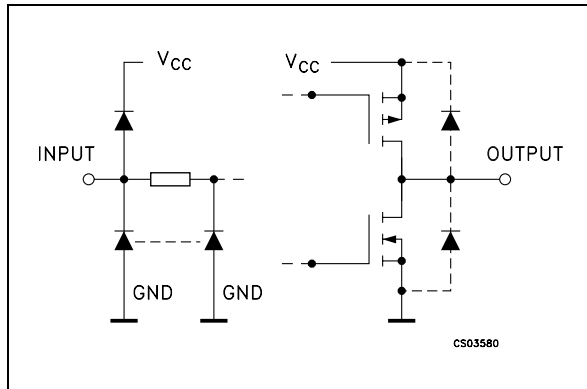 VCC
VCC
INPUT
OUTPUT
GND
GND
CS03580